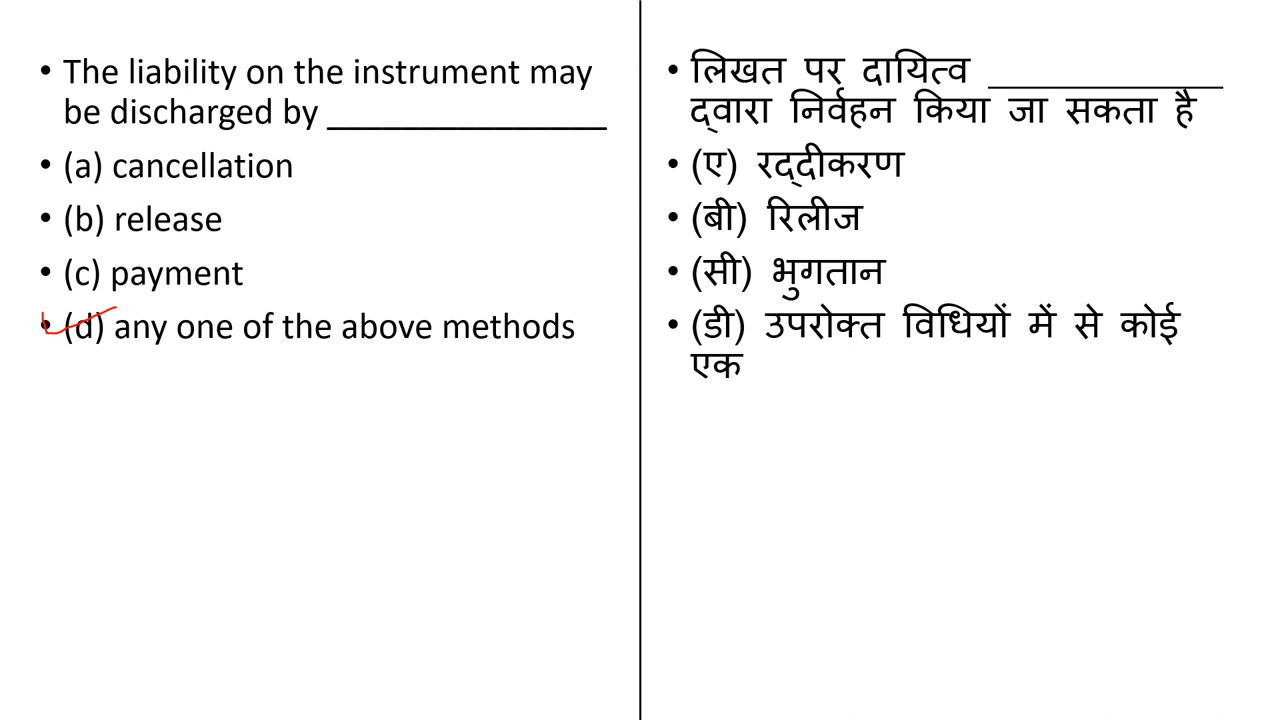 • The liability on the instrument may
be discharged by _______________
• (a) cancellation
• (b) release
• (c) payment
• (d) any one of the above methods
• लिखत पर दायित्व _______________
द्वारा निर्वहन किया जा सकता है
• (ए) रद्दीकरण
• (बी) रिलीज
• (सी) भुगतान
• (डी) उपरोक्त विधियों में से कोई
एक